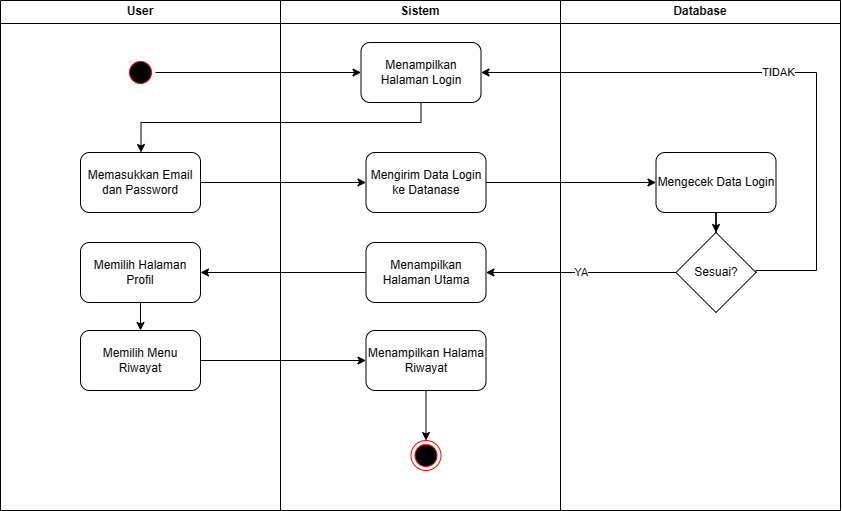 User
Sistem
Database
Menampilkan
Halaman Login
TIDAK
Memasukkan Email
dan Password
Mengirim Data Login
ke Datanase
Mengecek Data Login
Memilih Halaman
Profil
Menampilkan
Halaman Utama
YA
Sesuai?
Memilih Menu
Riwayat
Menampilkan Halama
Riwayat